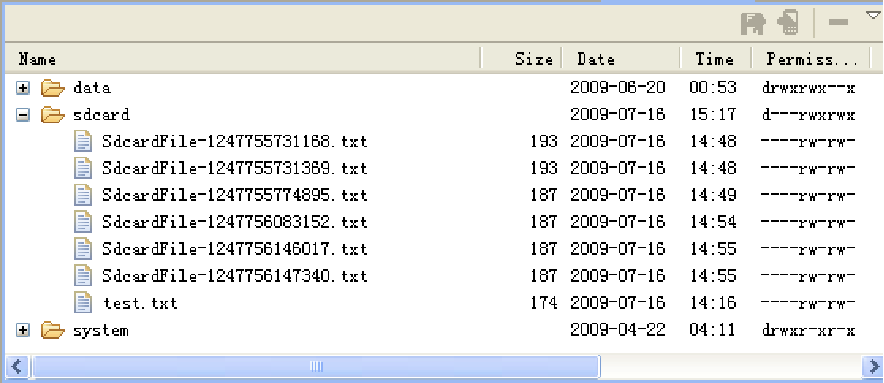 Name Size Date Time Permiss...
data 2009-06-20 00:53 drwxrwx--x
sdcard 2009-07-16 15:17 d---rwxrwx
SdcardFile-1247755731168.txt 193 2009-07-16 14:48 ----rw-rw-
SdcardFile-1247755731369.txt 193 2009-07-16 14:48 ----rw-rw-
SdcardFile-1247755774895.txt 187 2009-07-16 14:49 ----rw-rw-
SdcardFile-1247756083152.txt 187 2009-07-16 14:54 ----rw-rw-
SdcardFile-1247756146017.txt 187 2009-07-16 14:55 ----rw-rw-
SdcardFile-1247756147340.txt 187 2009-07-16 14:55 ----rw-rw-
test.txt 174 2009-07-16 14:16 ----rw-rw-
system 2009-04-22 04:11 drwxr-xr-x